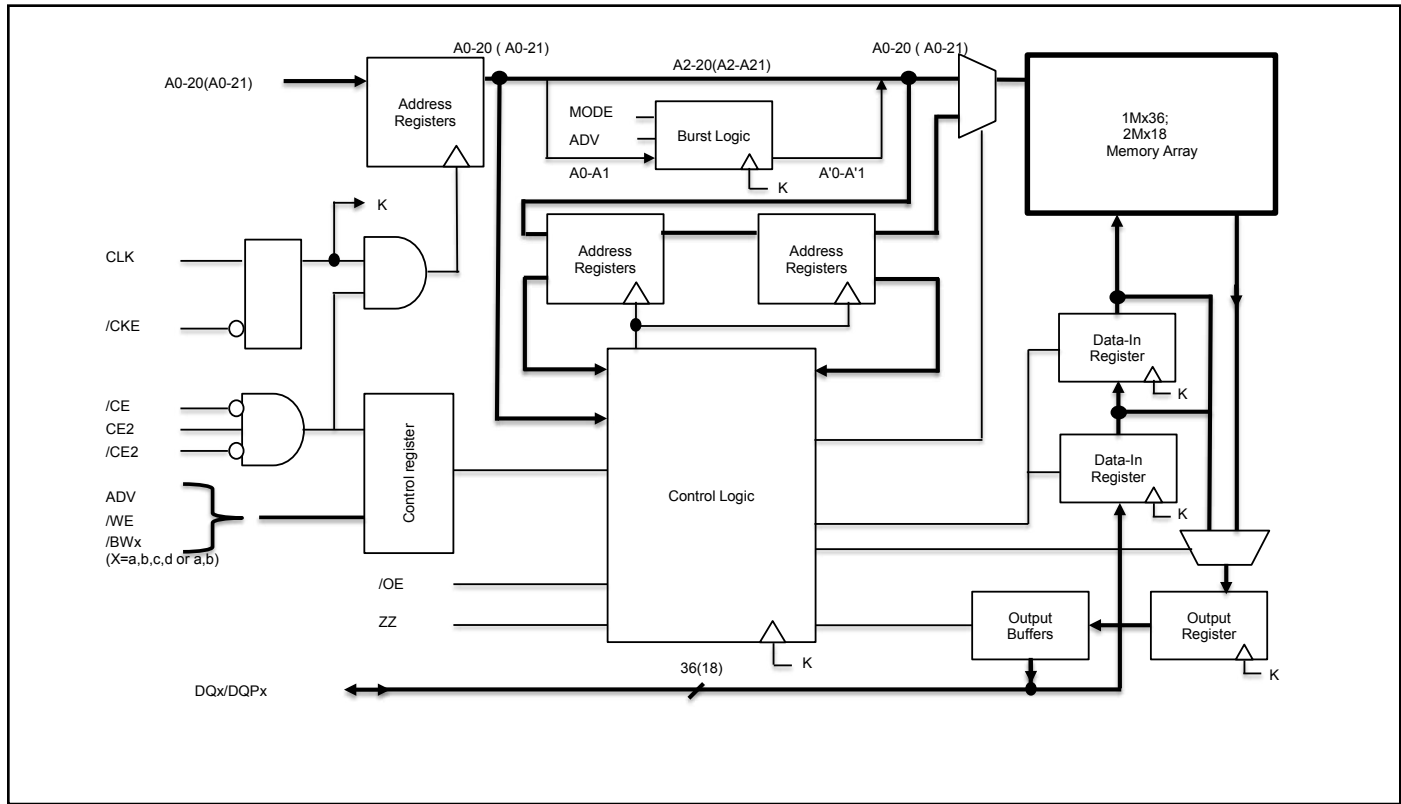 A0-20 ( A0-21)
A0-20 ( A0-21)
A2-20(A2-A21)
A0-20(A0-21)
Address
Registers
MODE
ADV
Burst Logic
A0-A1
A'0-A'1
K
1Mx36;
2Mx18
Memory Array
K
CLK
/CKE
Address
Registers
Address
Registers
Data-In
Register
K
/CE
CE2
/CE2
Control register
Control Logic
Data-In
Register
K
ADV
/WE
/BWx
(X=a,b,c,d or a,b)
/OE
ZZ
K
Output
Buffers
Output
Register
K
36(18)
DQx/DQPx